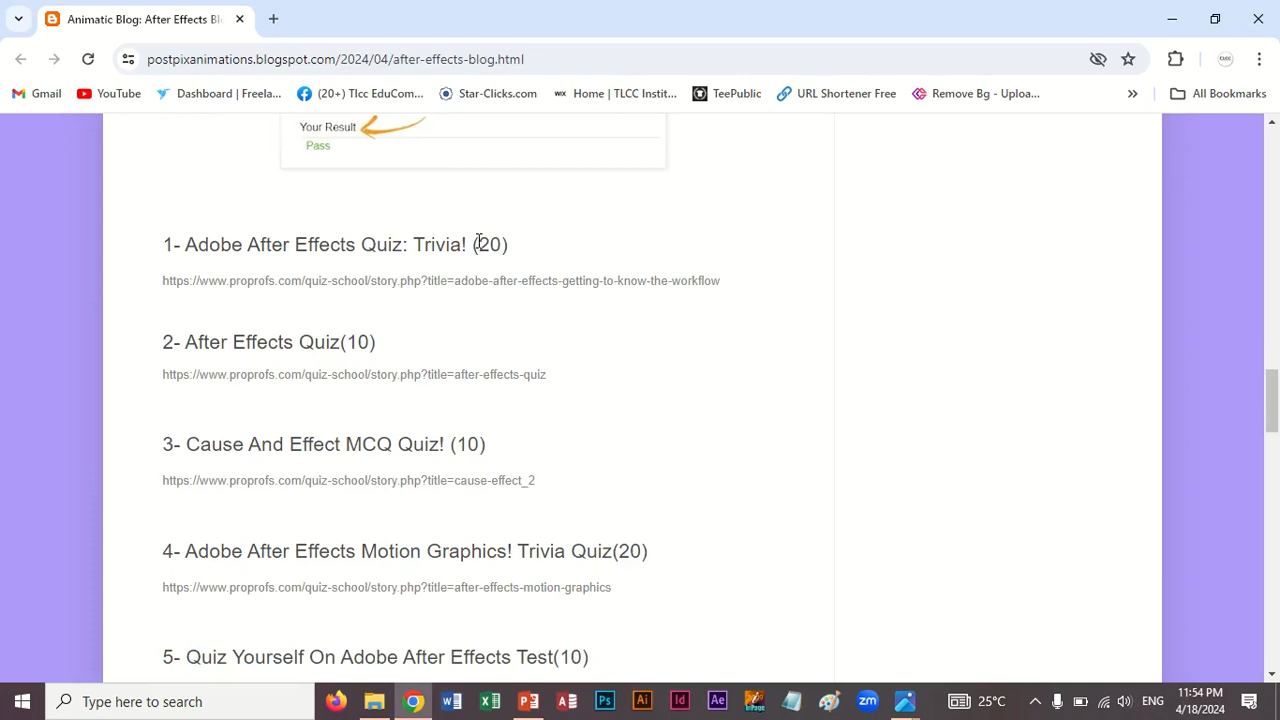 Animatic Blog: After Effects Bl
postpixanimations.blogspot.com/2024/04/after-effects-blog.html
Gmail
YouTube
Dashboard | Freela...
(20+) Tlcc EduCom...
Star-Clicks.com
WIX
Home | TLCC Instit...
TeePublic
URL Shortener Free
Remove Bg - Uploa...
All Bookmarks
Your Result
Pass
1- Adobe After Effects Quiz: Trivia! (20)
https://www.proprofs.com/quiz-school/story.php?title=adobe-after-effects-getting-to-know-the-workflow
2- After Effects Quiz(10)
https://www.proprofs.com/quiz-school/story.php?title=after-effects-quiz
3- Cause And Effect MCQ Quiz! (10)
https://www.proprofs.com/quiz-school/story.php?title=cause-effect_2
4- Adobe After Effects Motion Graphics! Trivia Quiz(20)
https://www.proprofs.com/quiz-school/story.php?title=after-effects-motion-graphics
5- Quiz Yourself On Adobe After Effects Test(10)
Type here to search
Ps
Ai
Id
Ae
zm
25°C
ENG
11:54 PM
4/18/2024